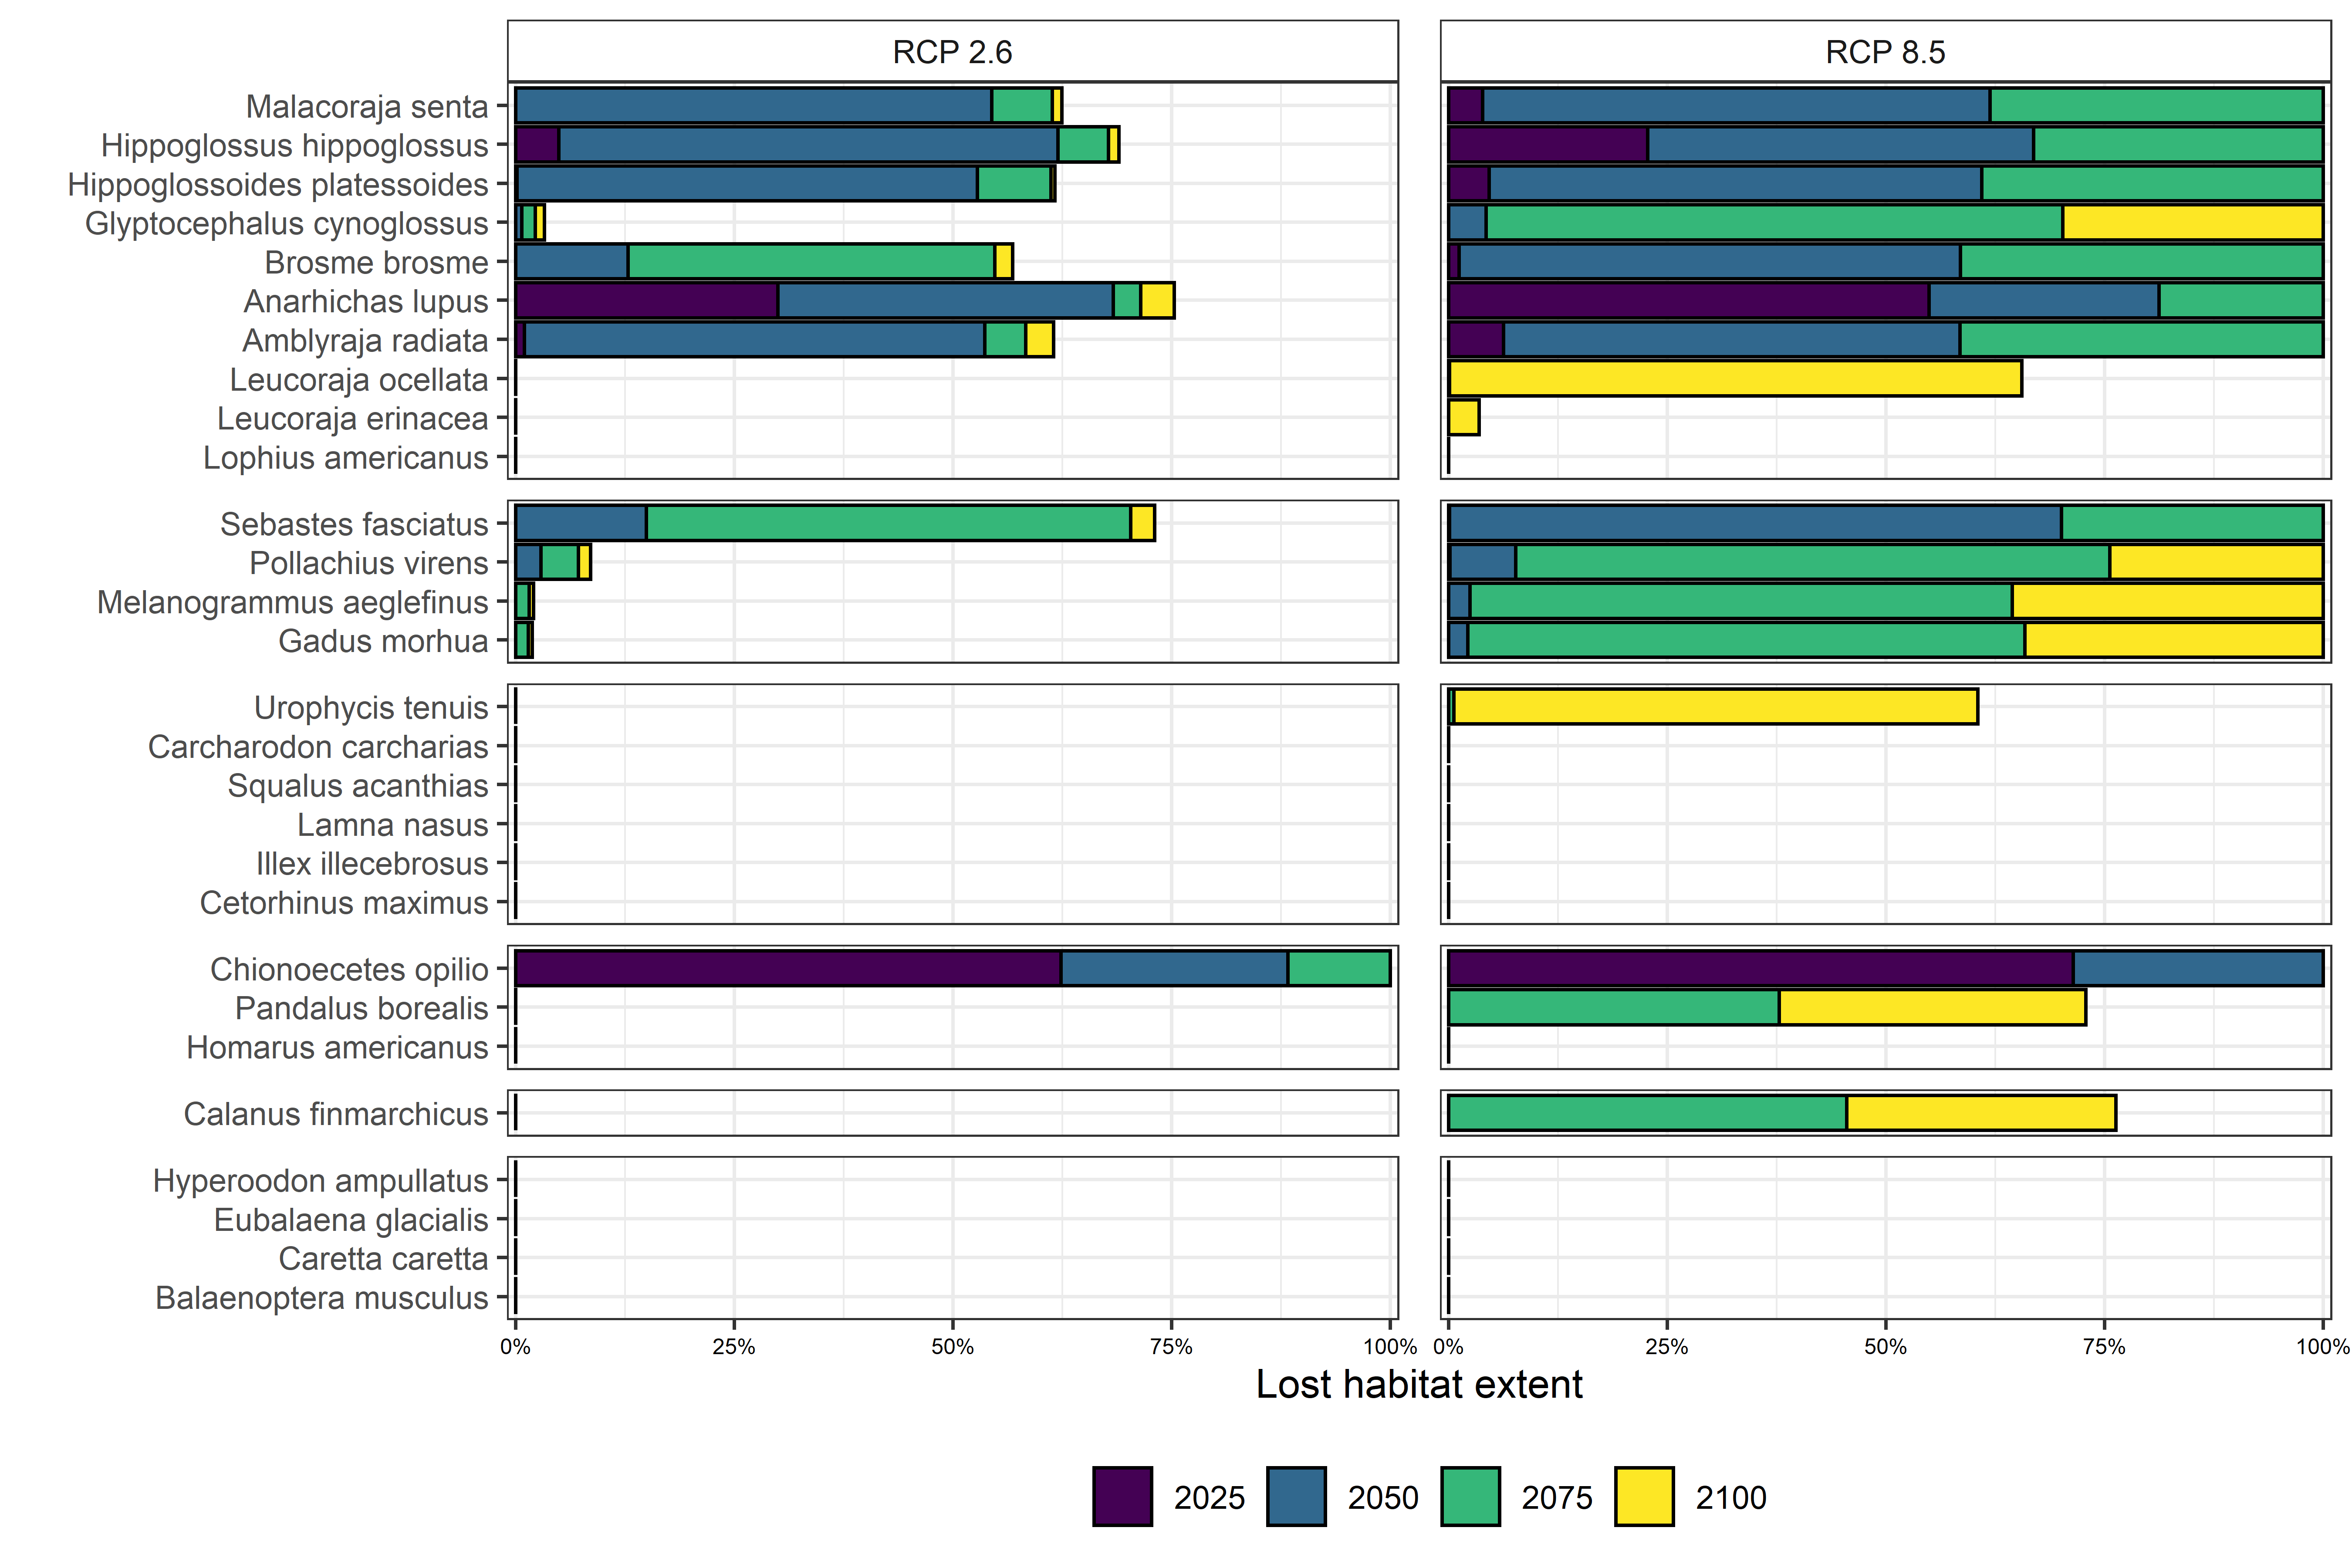 RCP 2.6
RCP 8.5
Malacoraja senta
Hippoglossus hippoglossus
Hippoglossoides platessoides
Glyptocephalus cynoglossus
Brosme brosme
Anarhichas lupus
Amblyraja radiata
Leucoraja ocellata
Leucoraja erinacea
Lophius americanus
Sebastes fasciatus
Pollachius virens
Melanogrammus aeglefinus
Gadus morhua
Urophycis tenuis
Carcharodon carcharias
Squalus acanthias
Lamna nasus
Illex illecebrosus
Cetorhinus maximus
Chionoecetes opilio
Pandalus borealis
Homarus americanus
Calanus finmarchicus
Hyperoodon ampullatus
Eubalaena glacialis
Caretta caretta
Balaenoptera musculus
0% 25% 50% 75% 100%
0% 25% 50% 75% 100%
Lost habitat extent
2025 2050 2075 2100